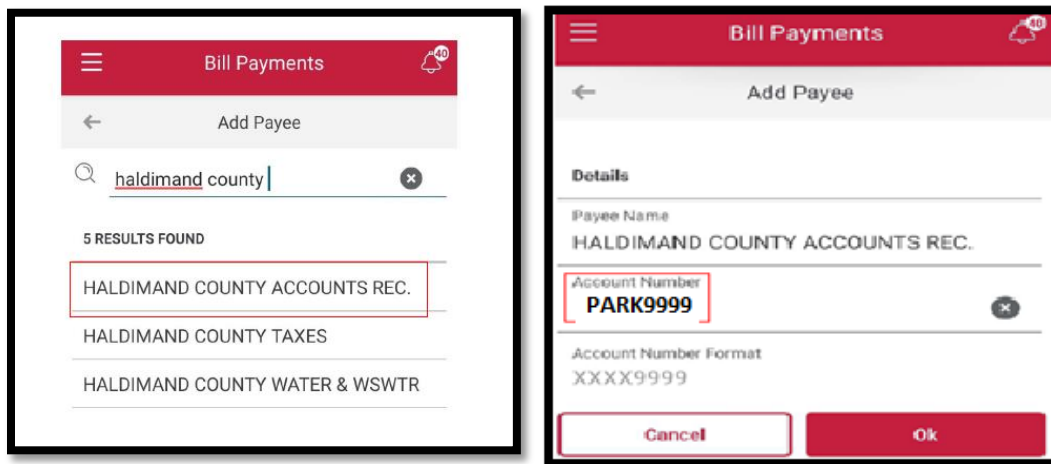 Bill Payments
40
Add Payee
haldimand county
5 RESULTS FOUND
HALDIMAND COUNTY ACCOUNTS REC.
HALDIMAND COUNTY TAXES
HALDIMAND COUNTY WATER & WSWTR
Bill Payments
40
Add Payee
Details
Payee Name
HALDIMAND COUNTY ACCOUNTS REC.
Account Number
PARK9999
Account Number Format
XXXX9999
Cancel Ok